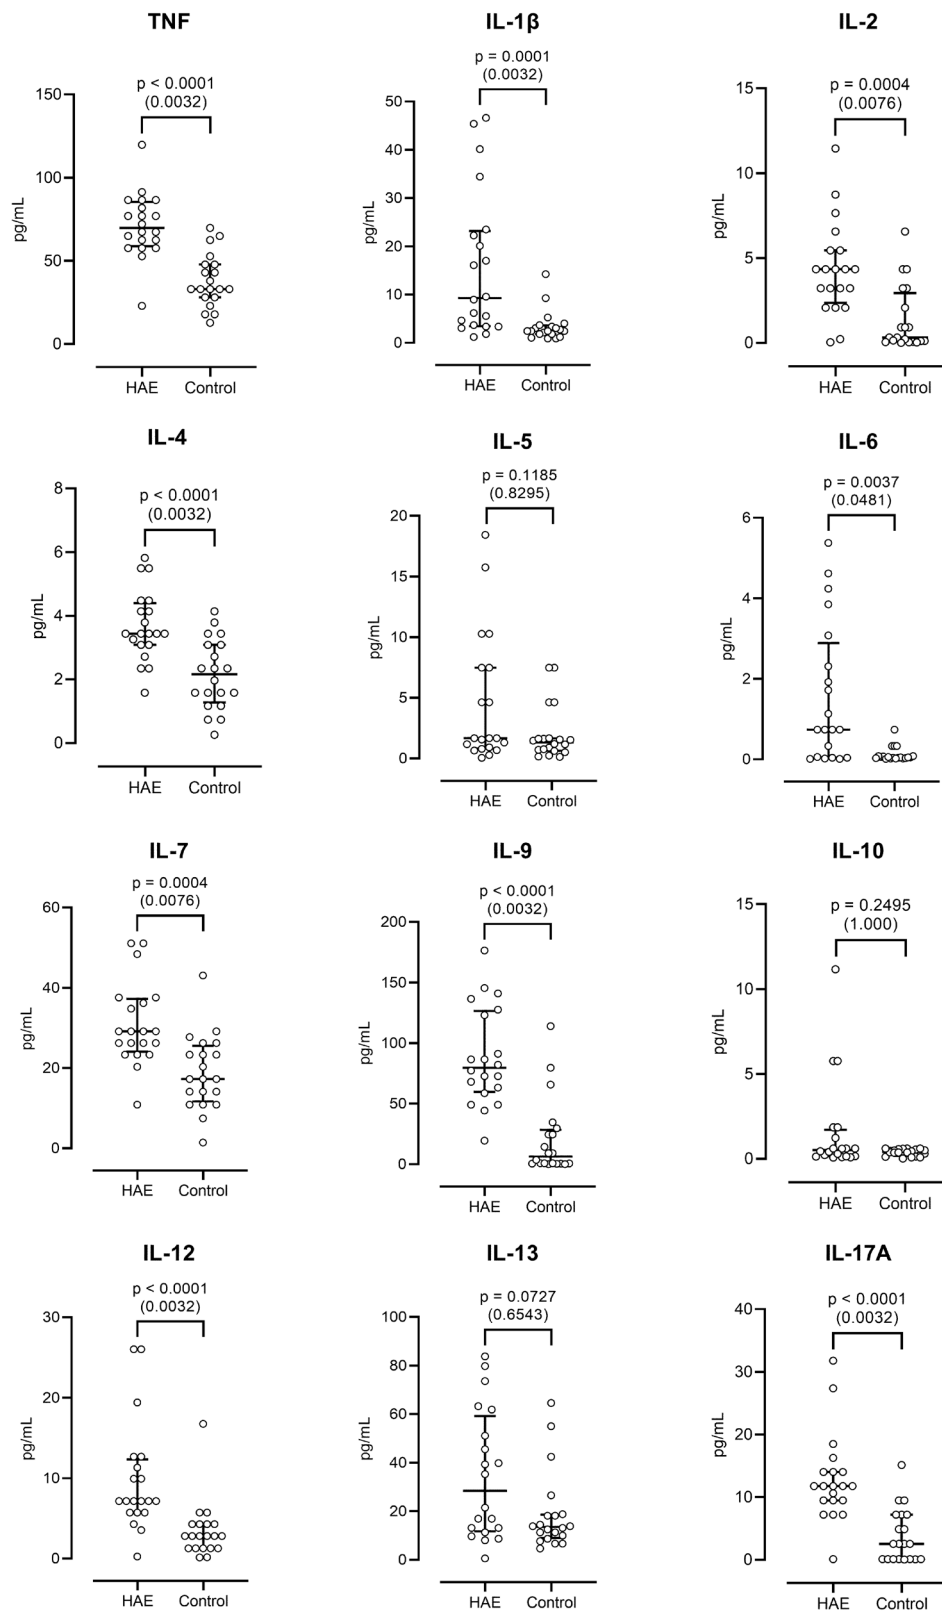 TNF
p < 0.0001
(0.0032)
150
100
50
0
pg/mL
HAE Control
IL-1β
p = 0.0001
(0.0032)
50
40
30
20
10
0
pg/mL
HAE Control
IL-2
p = 0.0004
(0.0076)
15
10
5
0
pg/mL
HAE Control
IL-4
p < 0.0001
(0.0032)
8
6
4
2
0
pg/mL
HAE Control
IL-5
p = 0.1185
(0.8295)
20
15
10
5
0
pg/mL
HAE Control
IL-6
p = 0.0037
(0.0481)
6
4
2
0
pg/mL
HAE Control
IL-7
p = 0.0004
(0.0076)
60
40
20
0
pg/mL
HAE Control
IL-9
p < 0.0001
(0.0032)
200
150
100
50
0
pg/mL
HAE Control
IL-10
p = 0.2495
(1.000)
15
10
5
0
pg/mL
HAE Control
IL-12
p < 0.0001
(0.0032)
30
20
10
0
pg/mL
HAE Control
IL-13
p = 0.0727
(0.6543)
100
80
60
40
20
0
pg/mL
HAE Control
IL-17A
p < 0.0001
(0.0032)
40
30
20
10
0
pg/mL
HAE Control